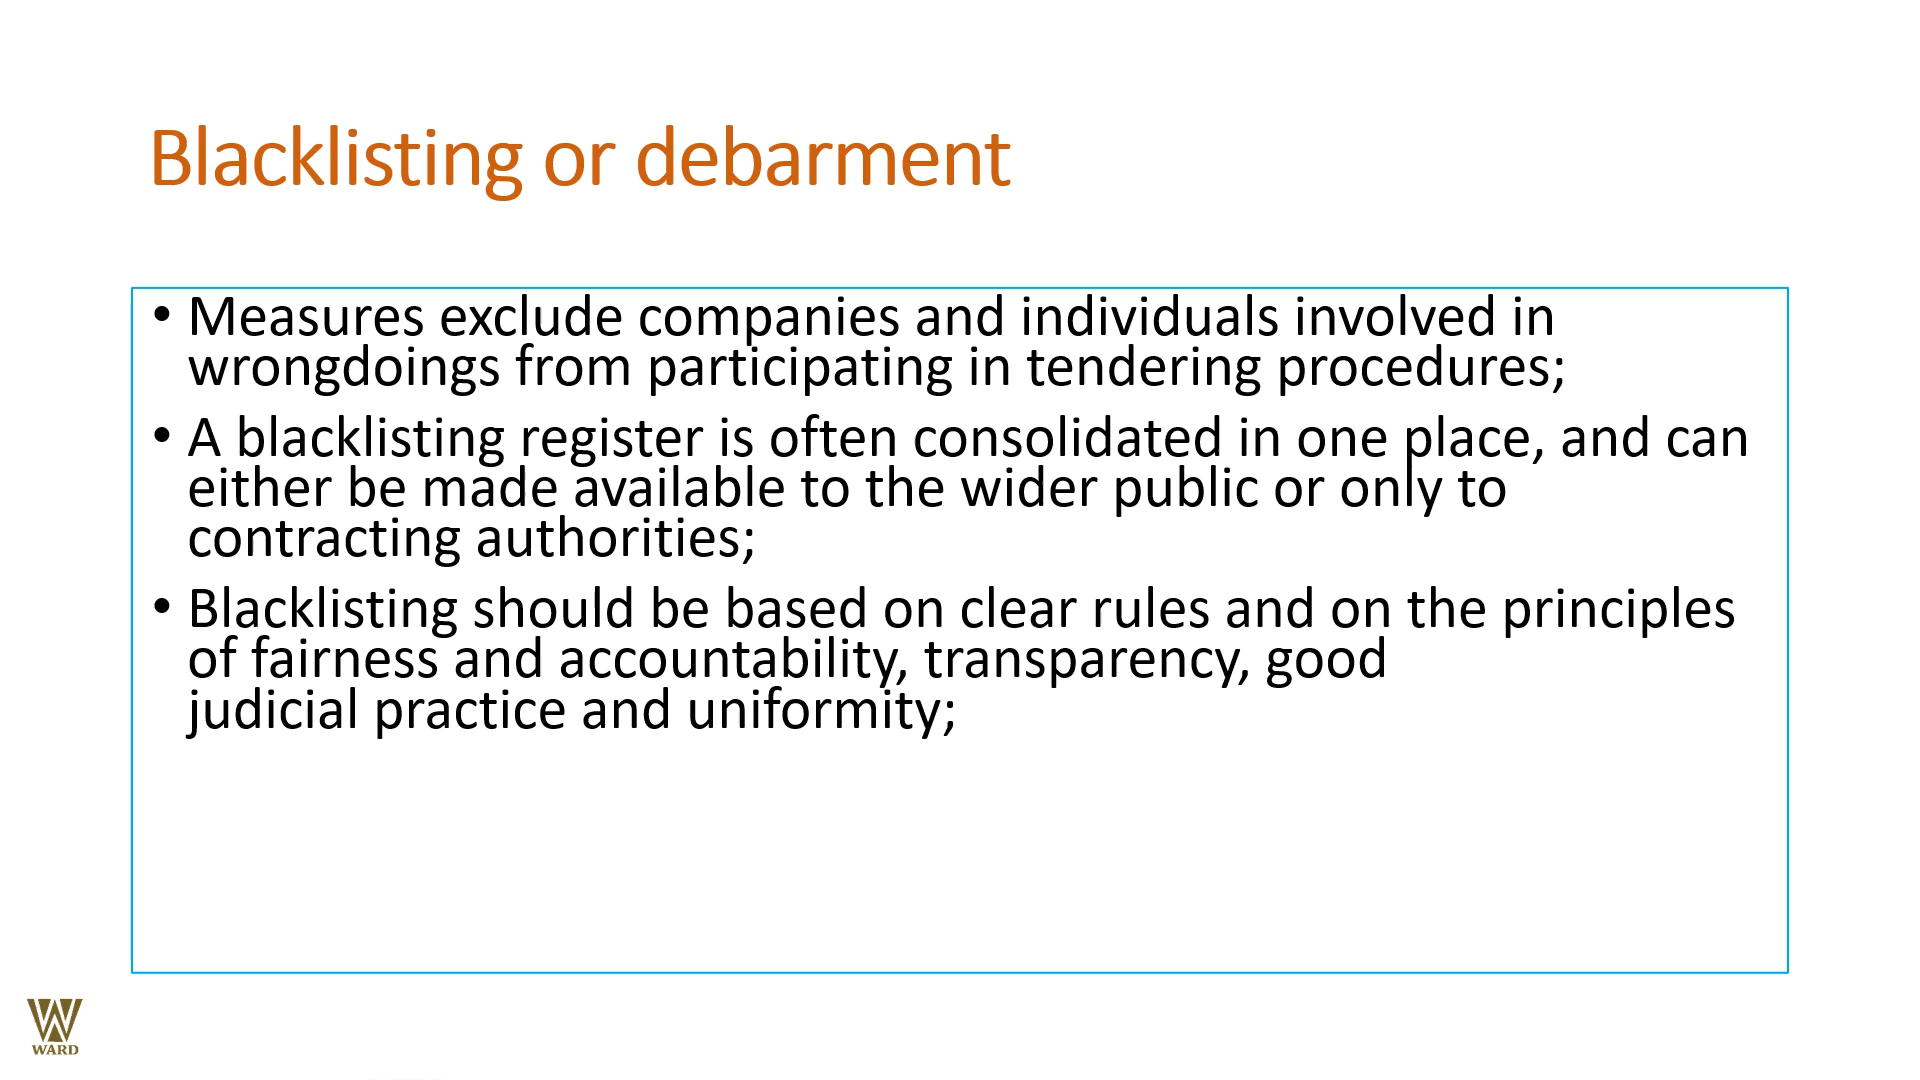 Blacklisting or debarment
• Measures exclude companies and individuals involved in
wrongdoings from participating in tendering procedures;
• A blacklisting register is often consolidated in one place, and can
either be made available to the wider public or only to
contracting authorities;
• Blacklisting should be based on clear rules and on the principles
of fairness and accountability, transparency, good
judicial practice and uniformity;
WARD